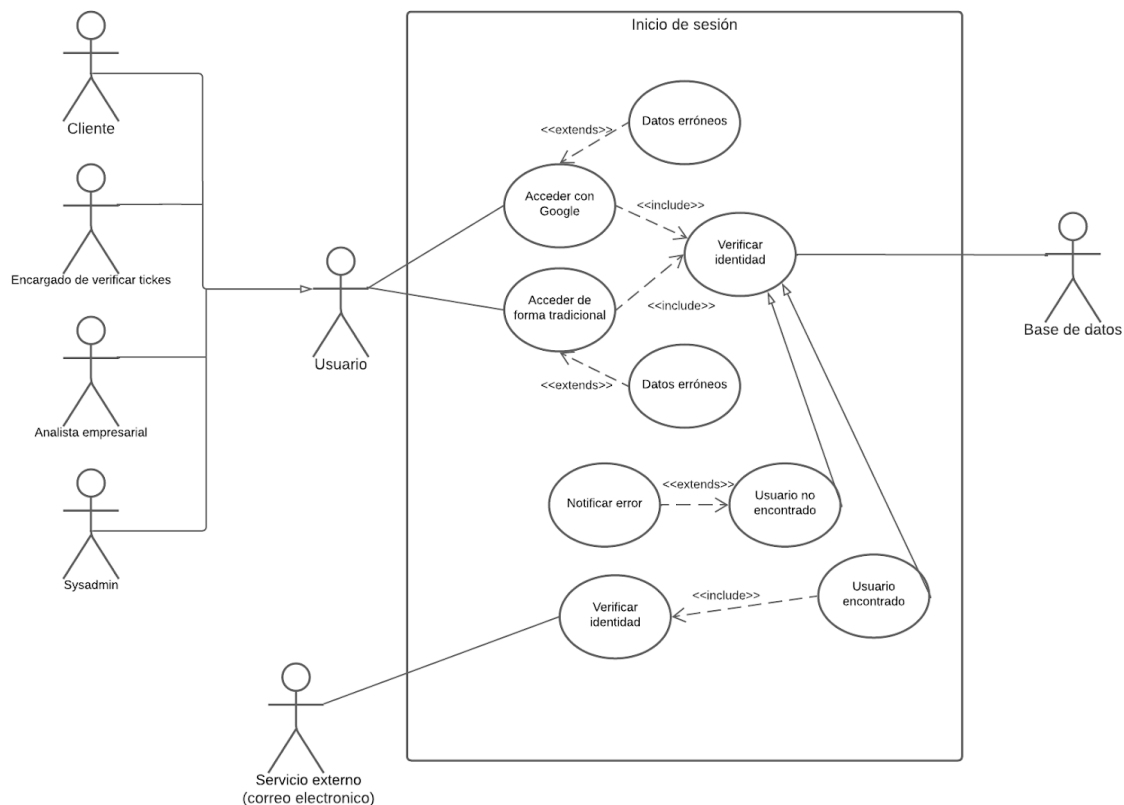 Inicio de sesión
Cliente
Encargado de verificar tickes
Analista empresarial
Sysadmin
Usuario
<<extends>>
Datos erróneos
Acceder con
Google
<<include>>
Verificar
identidad
Acceder de
forma tradicional
<<include>>
<<extends>>
Datos erróneos
Base de datos
Notificar error
<<extends>>
Usuario no
encontrado
Verificar
identidad
<<include>>
Usuario
encontrado
Servicio externo
(correo electronico)